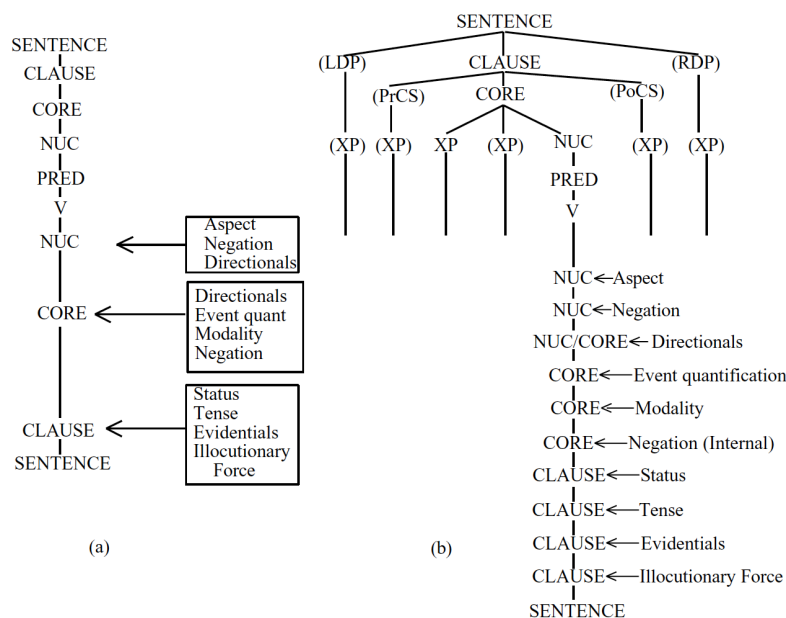 SENTENCE
CLAUSE
CORE
NUC
PRED
V
NUC
Aspect
Negation
Directionals
CORE
Directionals
Event quant
Modality
Negation
CLAUSE
Status
Tense
Evidentials
Illocutionary
Force
SENTENCE
(a)
SENTENCE
(LDP) CLAUSE (RDP)
(PrCS) CORE (PoCS)
(XP) (XP) XP (XP) NUC (XP) (XP)
PRED
V
NUC Aspect
NUC Negation
NUC/CORE Directionals
CORE Event quantification
CORE Modality
CORE Negation (Internal)
CLAUSE Status
CLAUSE Tense
CLAUSE Evidentials
CLAUSE Illocutionary Force
SENTENCE
(b)